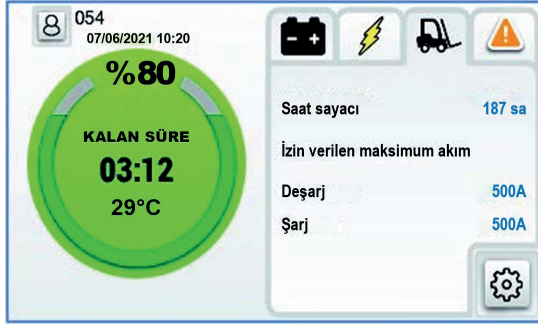 054
07/06/2021 10:20
%80
KALAN SÜRE
03:12
29°C
Saat sayacı 187 sa
İzin verilen maksimum akım
Deşarj 500A
Şarj 500A